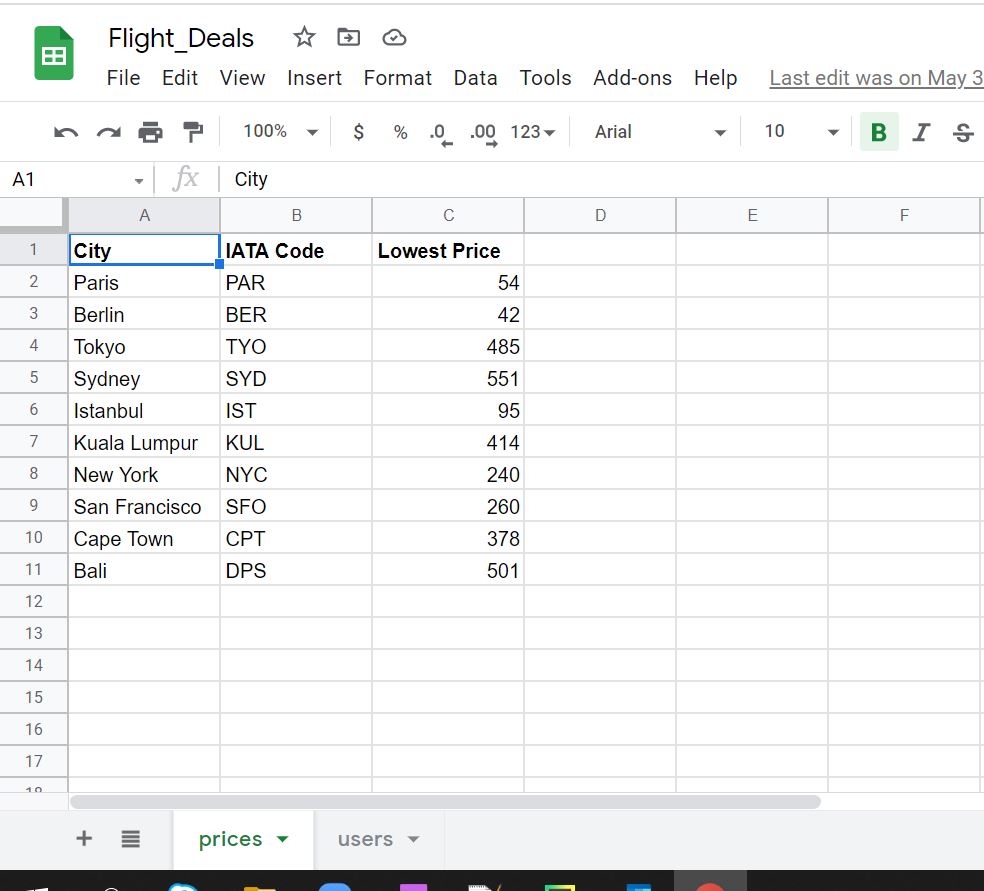 Flight_Deals
File Edit View Insert Format Data Tools Add-ons Help Last edit was on May 3
100% $ % .0 .00 123 Arial 10 B I S
A1 fx City
A B C D E F
1 City IATA Code Lowest Price
2 Paris PAR 54
3 Berlin BER 42
4 Tokyo TYO 485
5 Sydney SYD 551
6 Istanbul IST 95
7 Kuala Lumpur KUL 414
8 New York NYC 240
9 San Francisco SFO 260
10 Cape Town CPT 378
11 Bali DPS 501
12
13
14
15
16
17
18
prices users